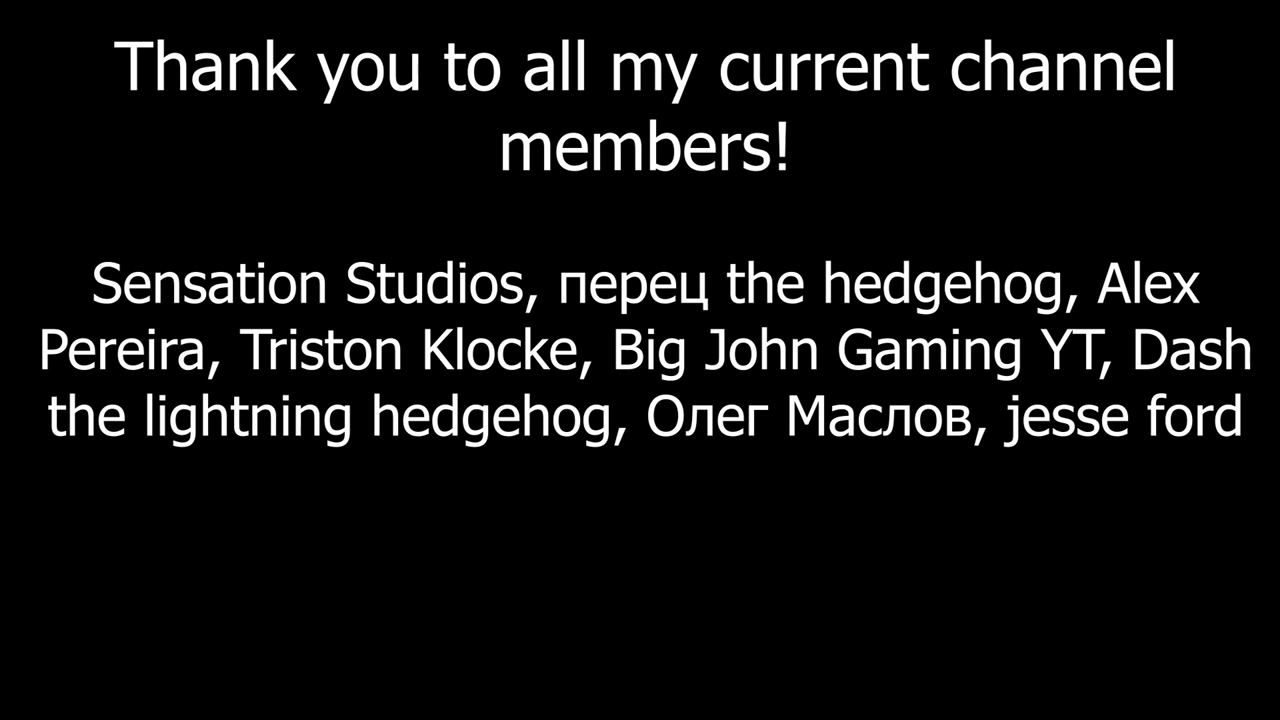 Thank you to all my current channel
members!
Sensation Studios, перец the hedgehog, Alex
Pereira, Triston Klocke, Big John Gaming YT, Dash
the lightning hedgehog, Олег Маслов, jesse ford